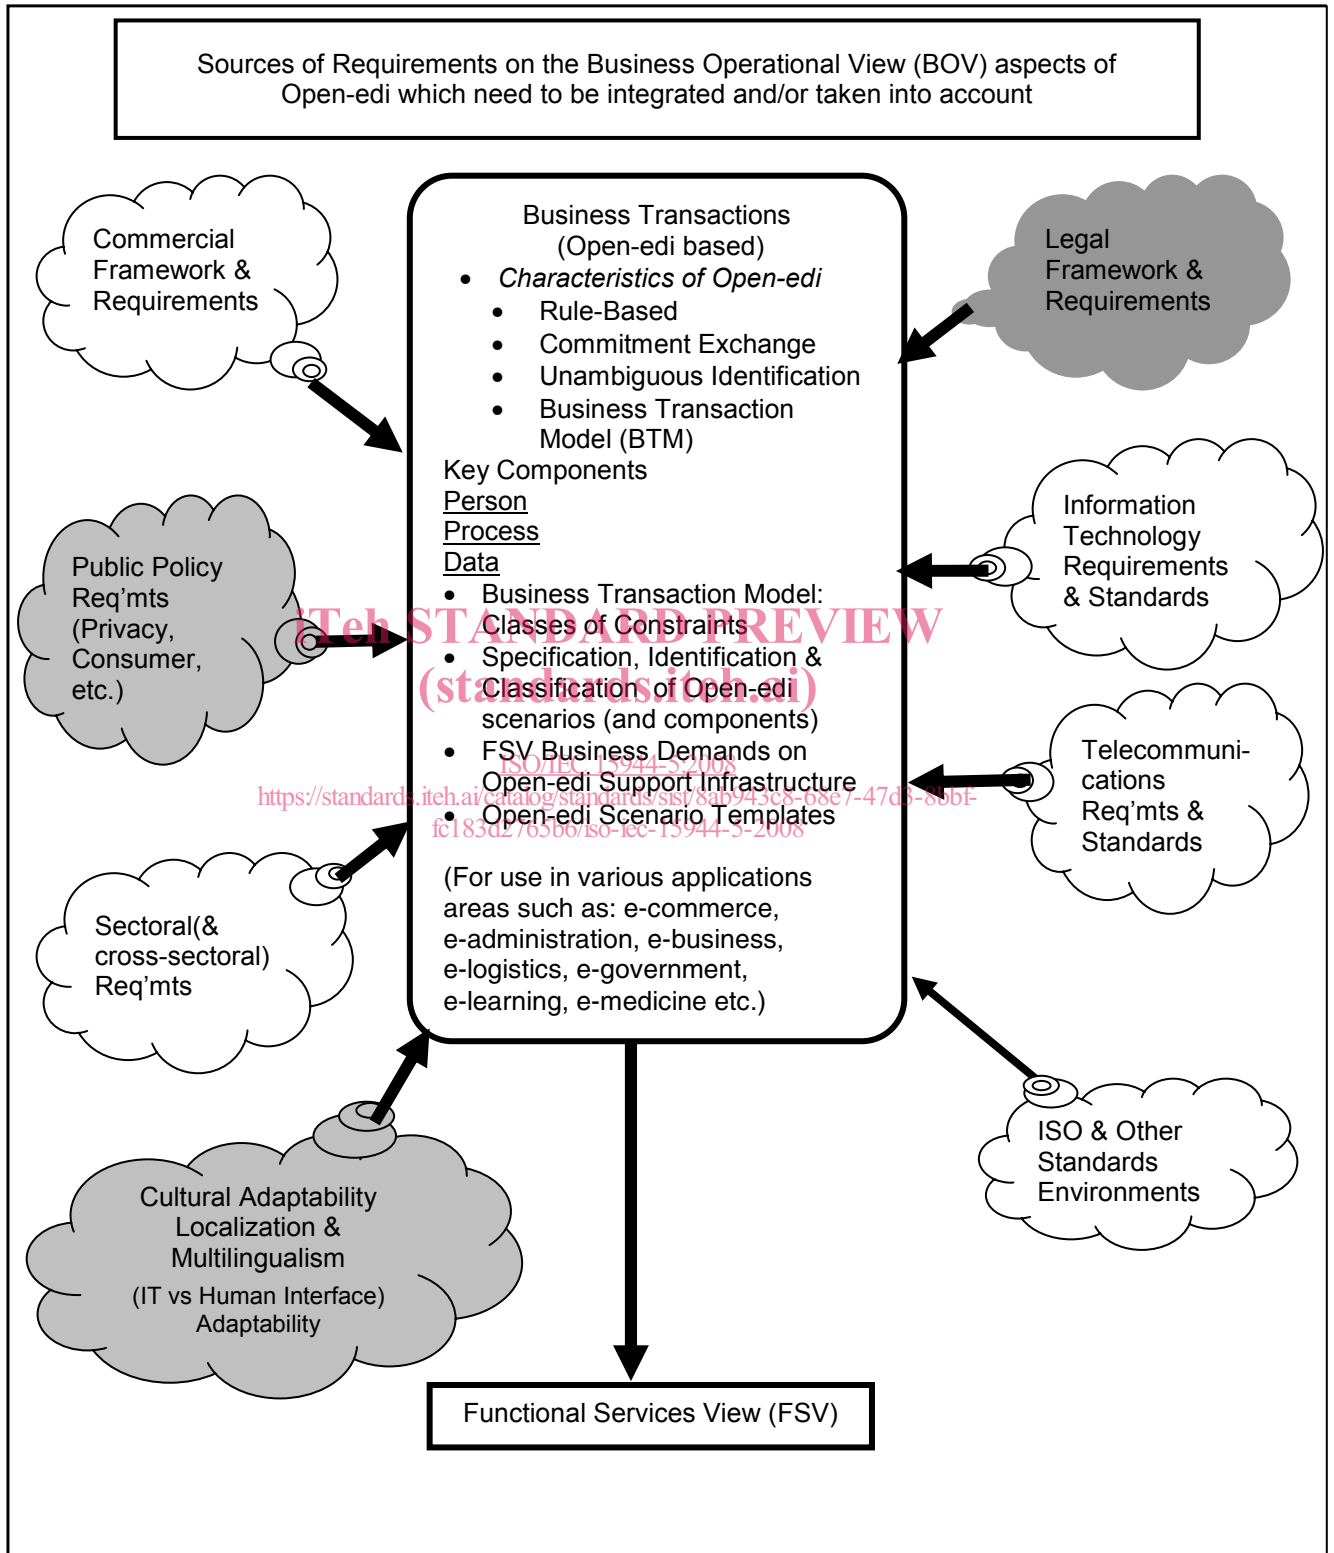 Sources of Requirements on the Business Operational View (BOV) aspects of
Open-edi which need to be integrated and/or taken into account
Commercial
Framework &
Requirements
Public Policy
Req'mts
(Privacy,
Consumer,
etc.)
Sectoral(&
cross-sectoral)
Req'mts
Cultural Adaptability
Localization &
Multilingualism
(IT vs Human Interface)
Adaptability
Business Transactions
(Open-edi based)
• Characteristics of Open-edi
• Rule-Based
• Commitment Exchange
• Unambiguous Identification
• Business Transaction
Model (BTM)
Key Components
Person
Process
Data
• Business Transaction Model:
Classes of Constraints
• Specification, Identification &
Classification of Open-edi
scenarios (and components)
• FSV Business Demands on
Open-edi Support Infrastructure
• Open-edi Scenario Templates
(For use in various applications
areas such as: e-commerce,
e-administration, e-business,
e-logistics, e-government,
e-learning, e-medicine etc.)
Legal
Framework &
Requirements
Information
Technology
Requirements
& Standards
Telecommuni-
cations
Req'mts &
Standards
ISO & Other
Standards
Environments
Functional Services View (FSV)
iTeh STANDARD PREVIEW
(standards.iteh.ai)
ISO/IEC 15944-5:2008
https://standards.iteh.ai/catalog/standards/sist/8ab943c8-68e7-47d3-8bbf-
fc183d2765b6/iso-iec-15944-5-2008